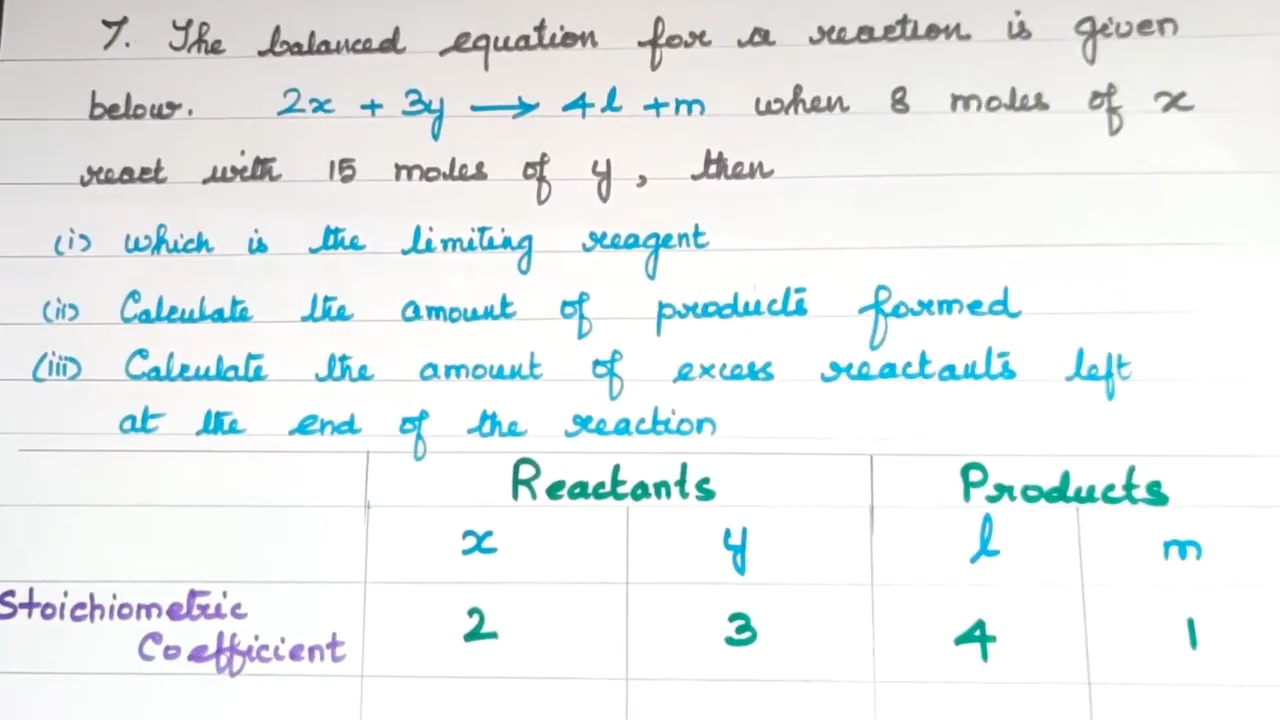 7. The balanced equation for a reaction is given
below. 2x + 3y → 4l + m when 8 moles of x
react with 15 moles of y, then
(i) which is the limiting reagent
(ii) Calculate the amount of products formed
(iii) Calculate the amount of excess reactants left
at the end of the reaction
Reactants Products
x y l m
Stoichiometric
Coefficient 2 3 4 1